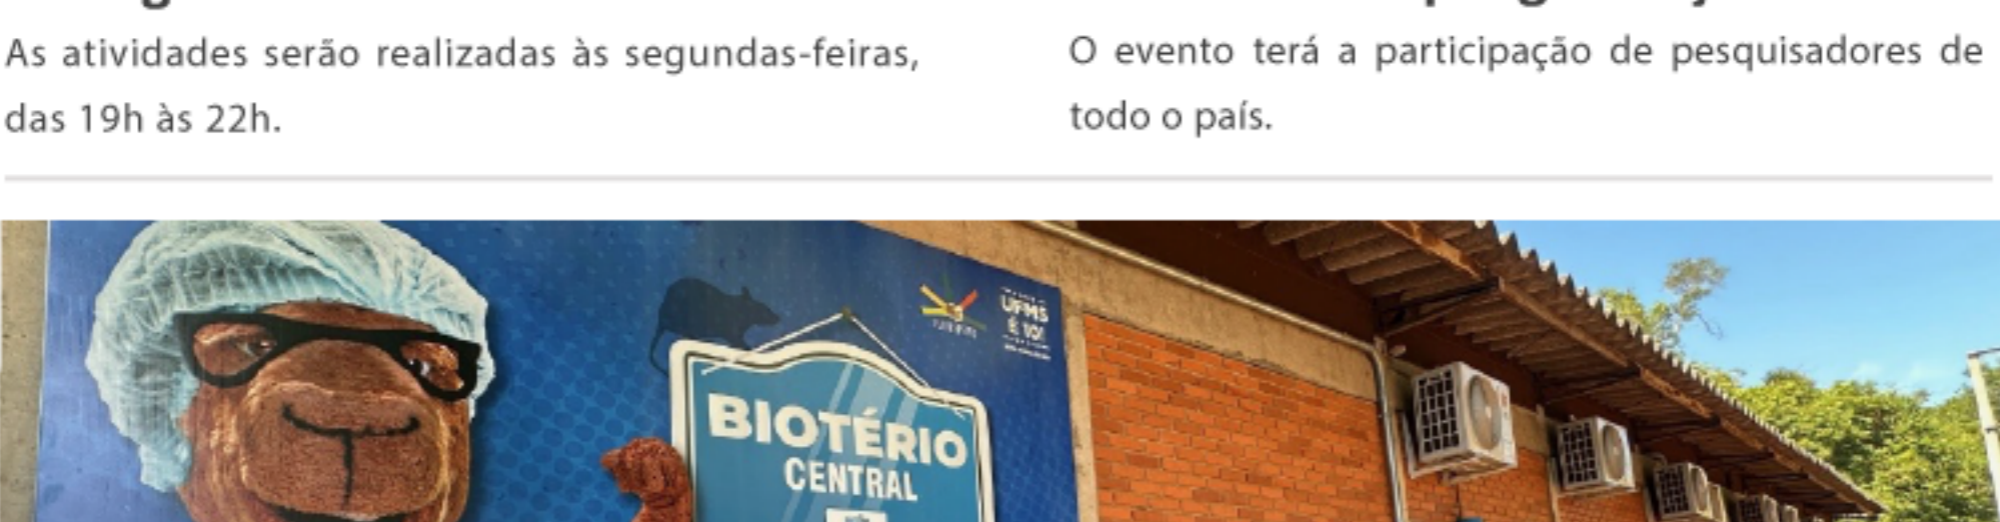 As atividades serão realizadas às segundas-feiras,
das 19h às 22h.
O evento terá a participação de pesquisadores de
todo o país.
UFMS
É 10!
BIOTÉRIO
CENTRAL